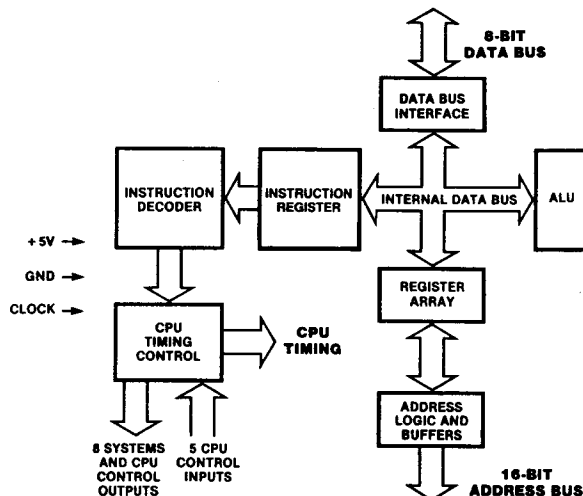 8-BIT
DATA BUS
DATA BUS
INTERFACE
INSTRUCTION
DECODER
INSTRUCTION
REGISTER
INTERNAL DATA BUS
ALU
+5V
GND
CLOCK
REGISTER
ARRAY
CPU
TIMING
CONTROL
CPU
TIMING
ADDRESS
LOGIC AND
BUFFERS
8 SYSTEMS
AND CPU
CONTROL
OUTPUTS
5 CPU
CONTROL
INPUTS
16-BIT
ADDRESS BUS